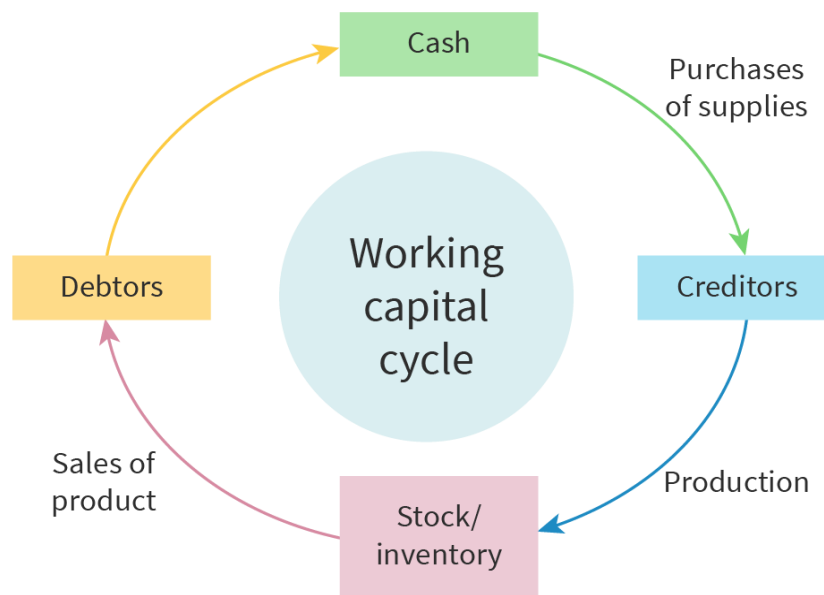 Cash
Purchases
of supplies
Debtors
Working
capital
cycle
Creditors
Sales of
product
Production
Stock/
inventory